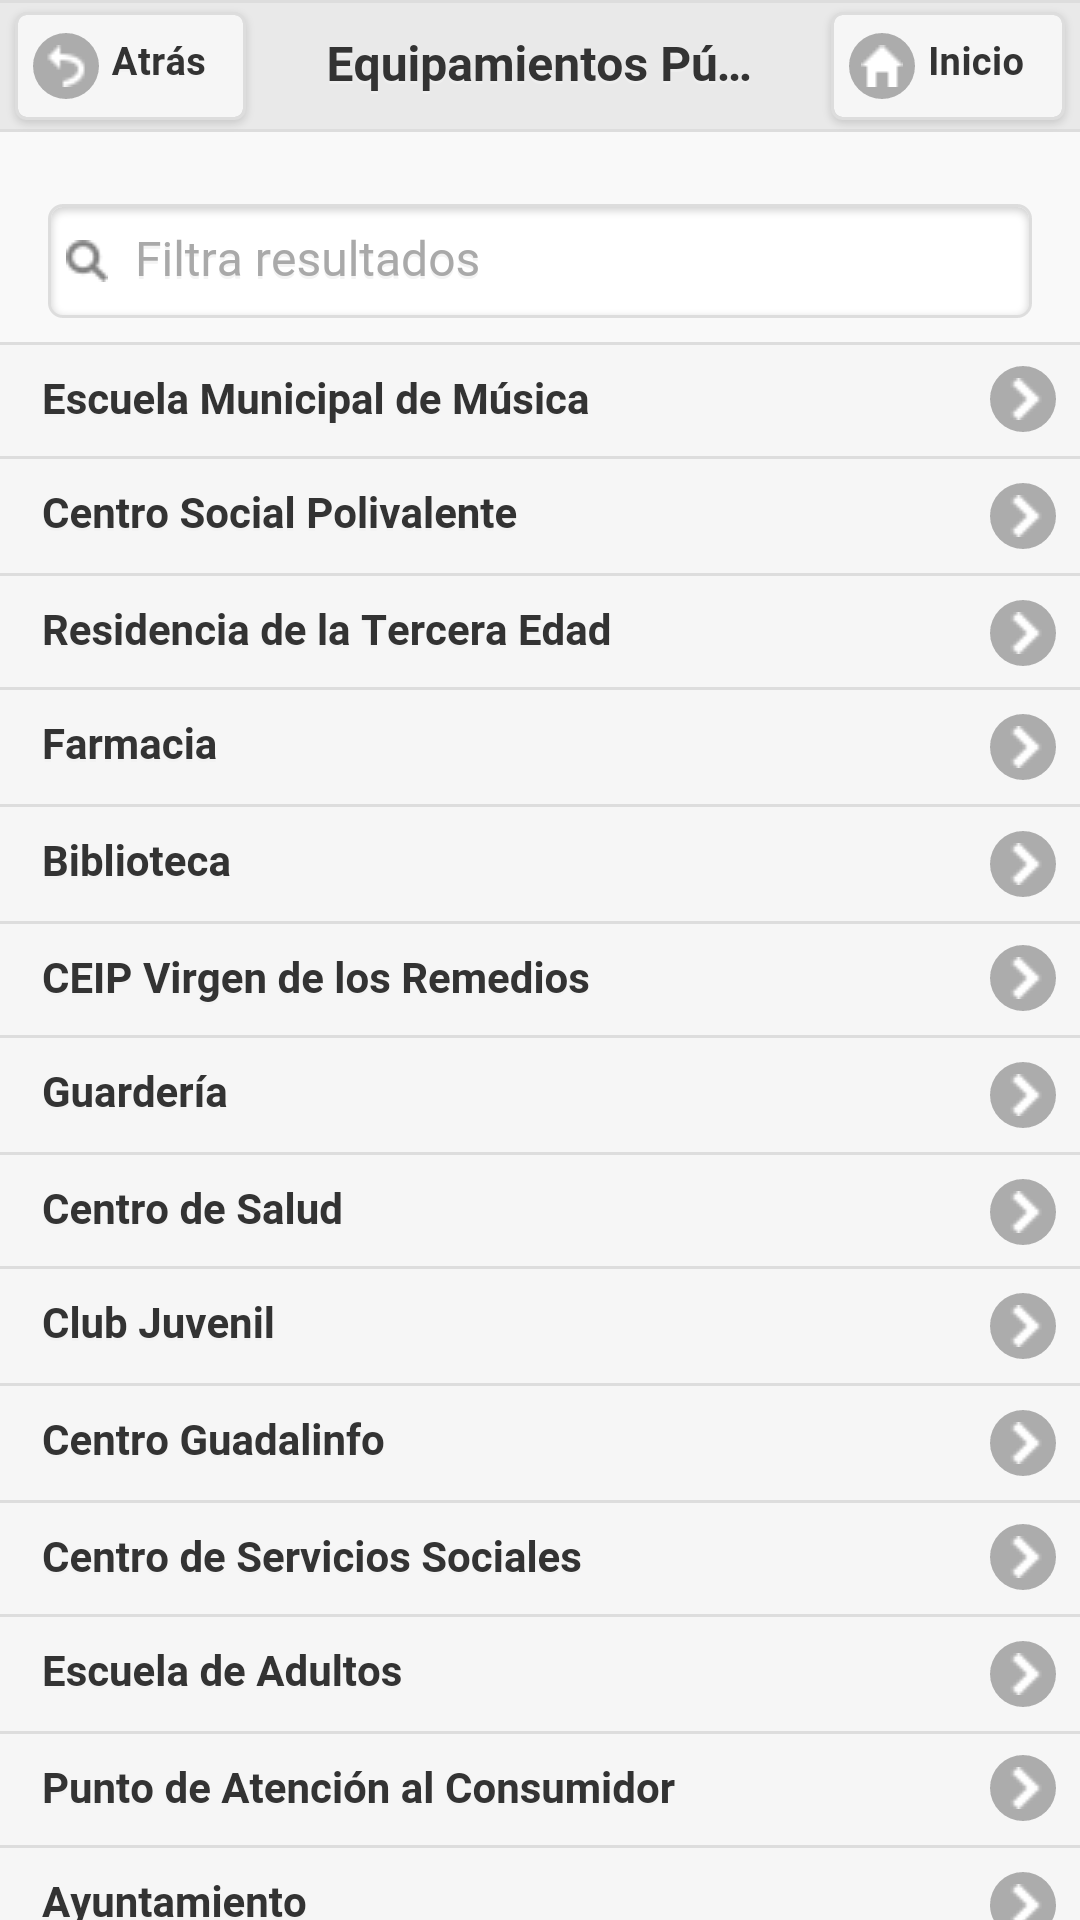 Atrás
Equipamientos Pú...
Inicio
Filtra resultados
Escuela Municipal de Música
Centro Social Polivalente
Residencia de la Tercera Edad
Farmacia
Biblioteca
CEIP Virgen de los Remedios
Guardería
Centro de Salud
Club Juvenil
Centro Guadalinfo
Centro de Servicios Sociales
Escuela de Adultos
Punto de Atención al Consumidor
Ayuntamiento